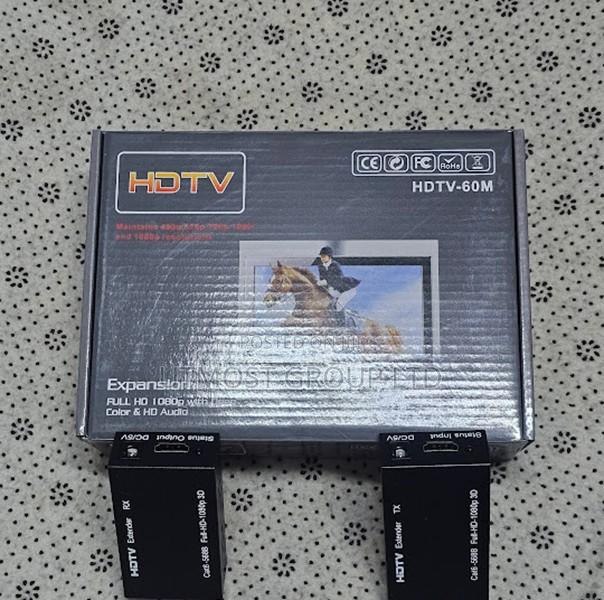 HDTV
CE FC RoHs
HDTV-60M
Maintains 480p 576p 720p 1080i
and 1080p resolutions
POSTED ON
UTMOST GROUP LTD
Expansion
FULL HD 1080p with
Color & HD Audio
DC/5V Status Output
HDTV Extender RX
Cat6-568B Full-HD-1080p 3D
DC/5V Status Input
HDTV Extender TX
Cat6-568B Full-HD-1080p 3D